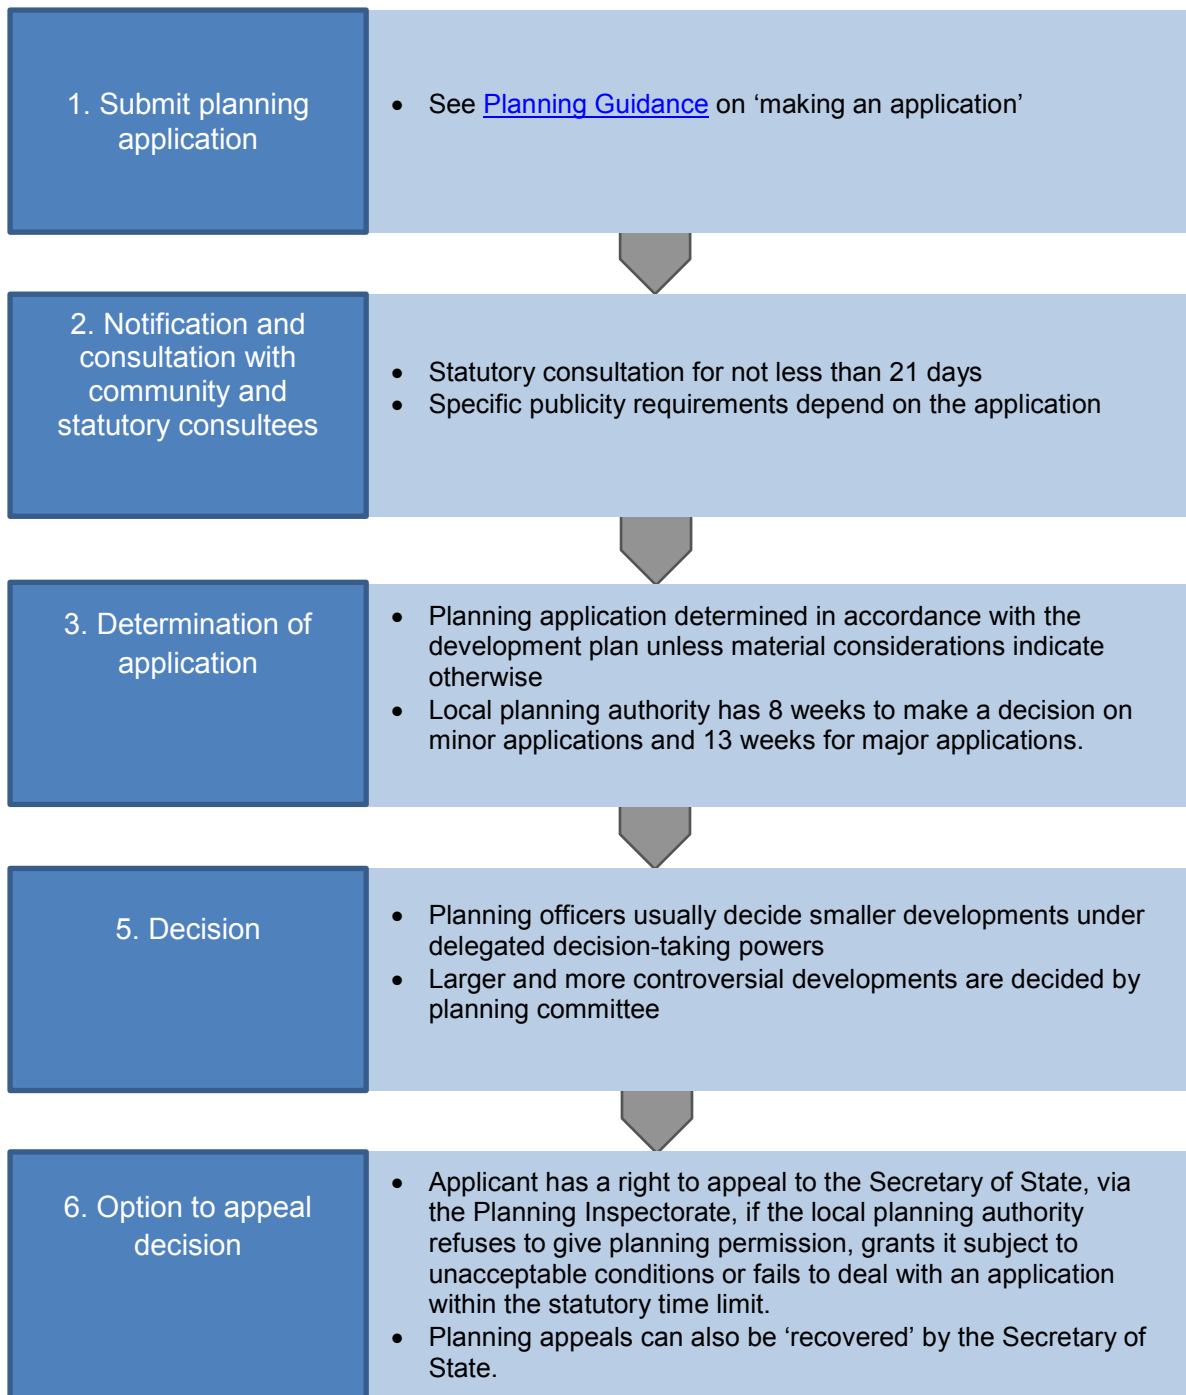 1. Submit planning
application
• See Planning Guidance on ‘making an application’
2. Notification and
consultation with
community and
statutory consultees
• Statutory consultation for not less than 21 days
• Specific publicity requirements depend on the application
3. Determination of
application
• Planning application determined in accordance with the
development plan unless material considerations indicate
otherwise
• Local planning authority has 8 weeks to make a decision on
minor applications and 13 weeks for major applications.
5. Decision
• Planning officers usually decide smaller developments under
delegated decision-taking powers
• Larger and more controversial developments are decided by
planning committee
6. Option to appeal
decision
• Applicant has a right to appeal to the Secretary of State, via
the Planning Inspectorate, if the local planning authority
refuses to give planning permission, grants it subject to
unacceptable conditions or fails to deal with an application
within the statutory time limit.
• Planning appeals can also be ‘recovered’ by the Secretary of
State.